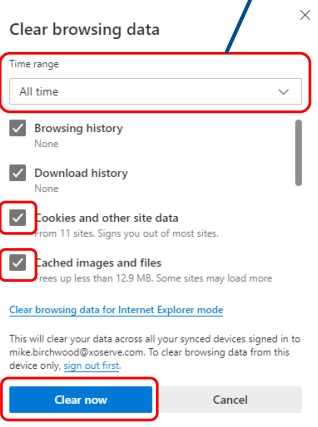 Clear browsing data
Time range
All time
Browsing history
None
Download history
None
Cookies and other site data
From 11 sites. Signs you out of most sites.
Cached images and files
Frees up less than 12.9 MB. Some sites may load more
Clear browsing data for Internet Explorer mode
This will clear your data across all your synced devices signed in to
mike.birchwood@xoserve.com. To clear browsing data from this
device only, sign out first.
Clear now
Cancel